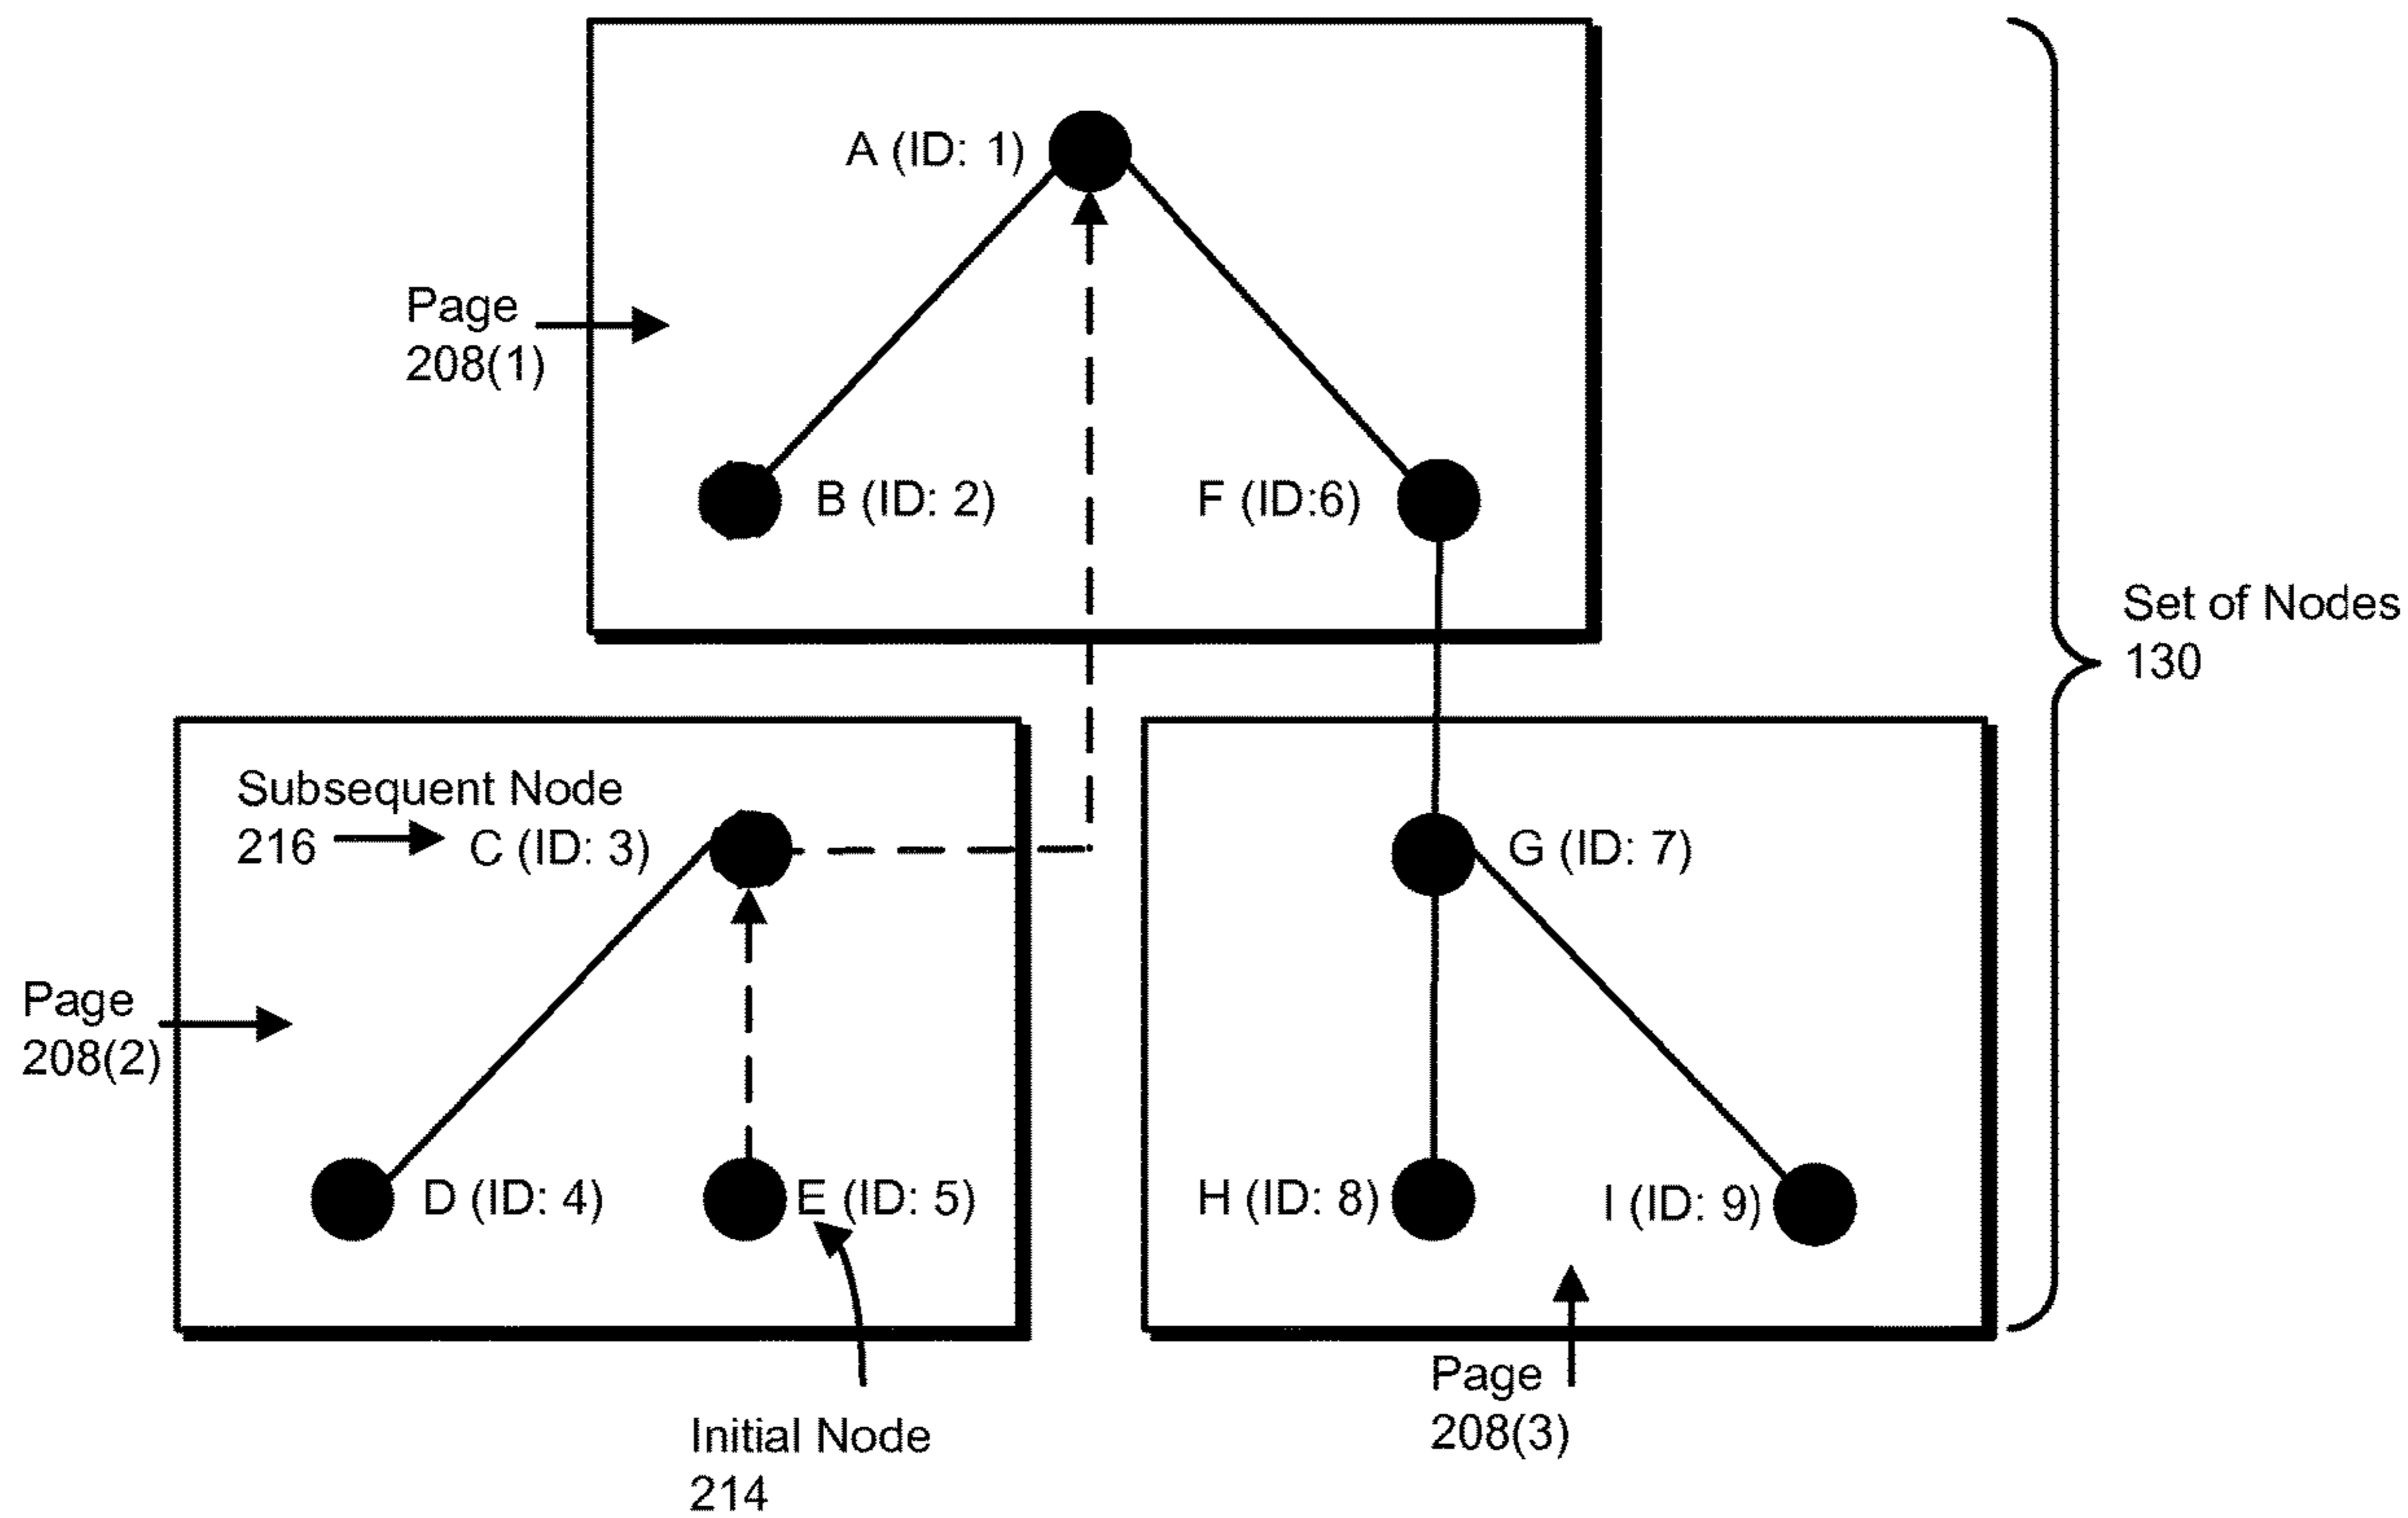 A (ID: 1)
Page
208(1)
B (ID: 2)
F (ID:6)
Set of Nodes
130
Subsequent Node
216
C (ID: 3)
G (ID: 7)
Page
208(2)
D (ID: 4)
E (ID: 5)
H (ID: 8)
I (ID: 9)
Initial Node
214
Page
208(3)